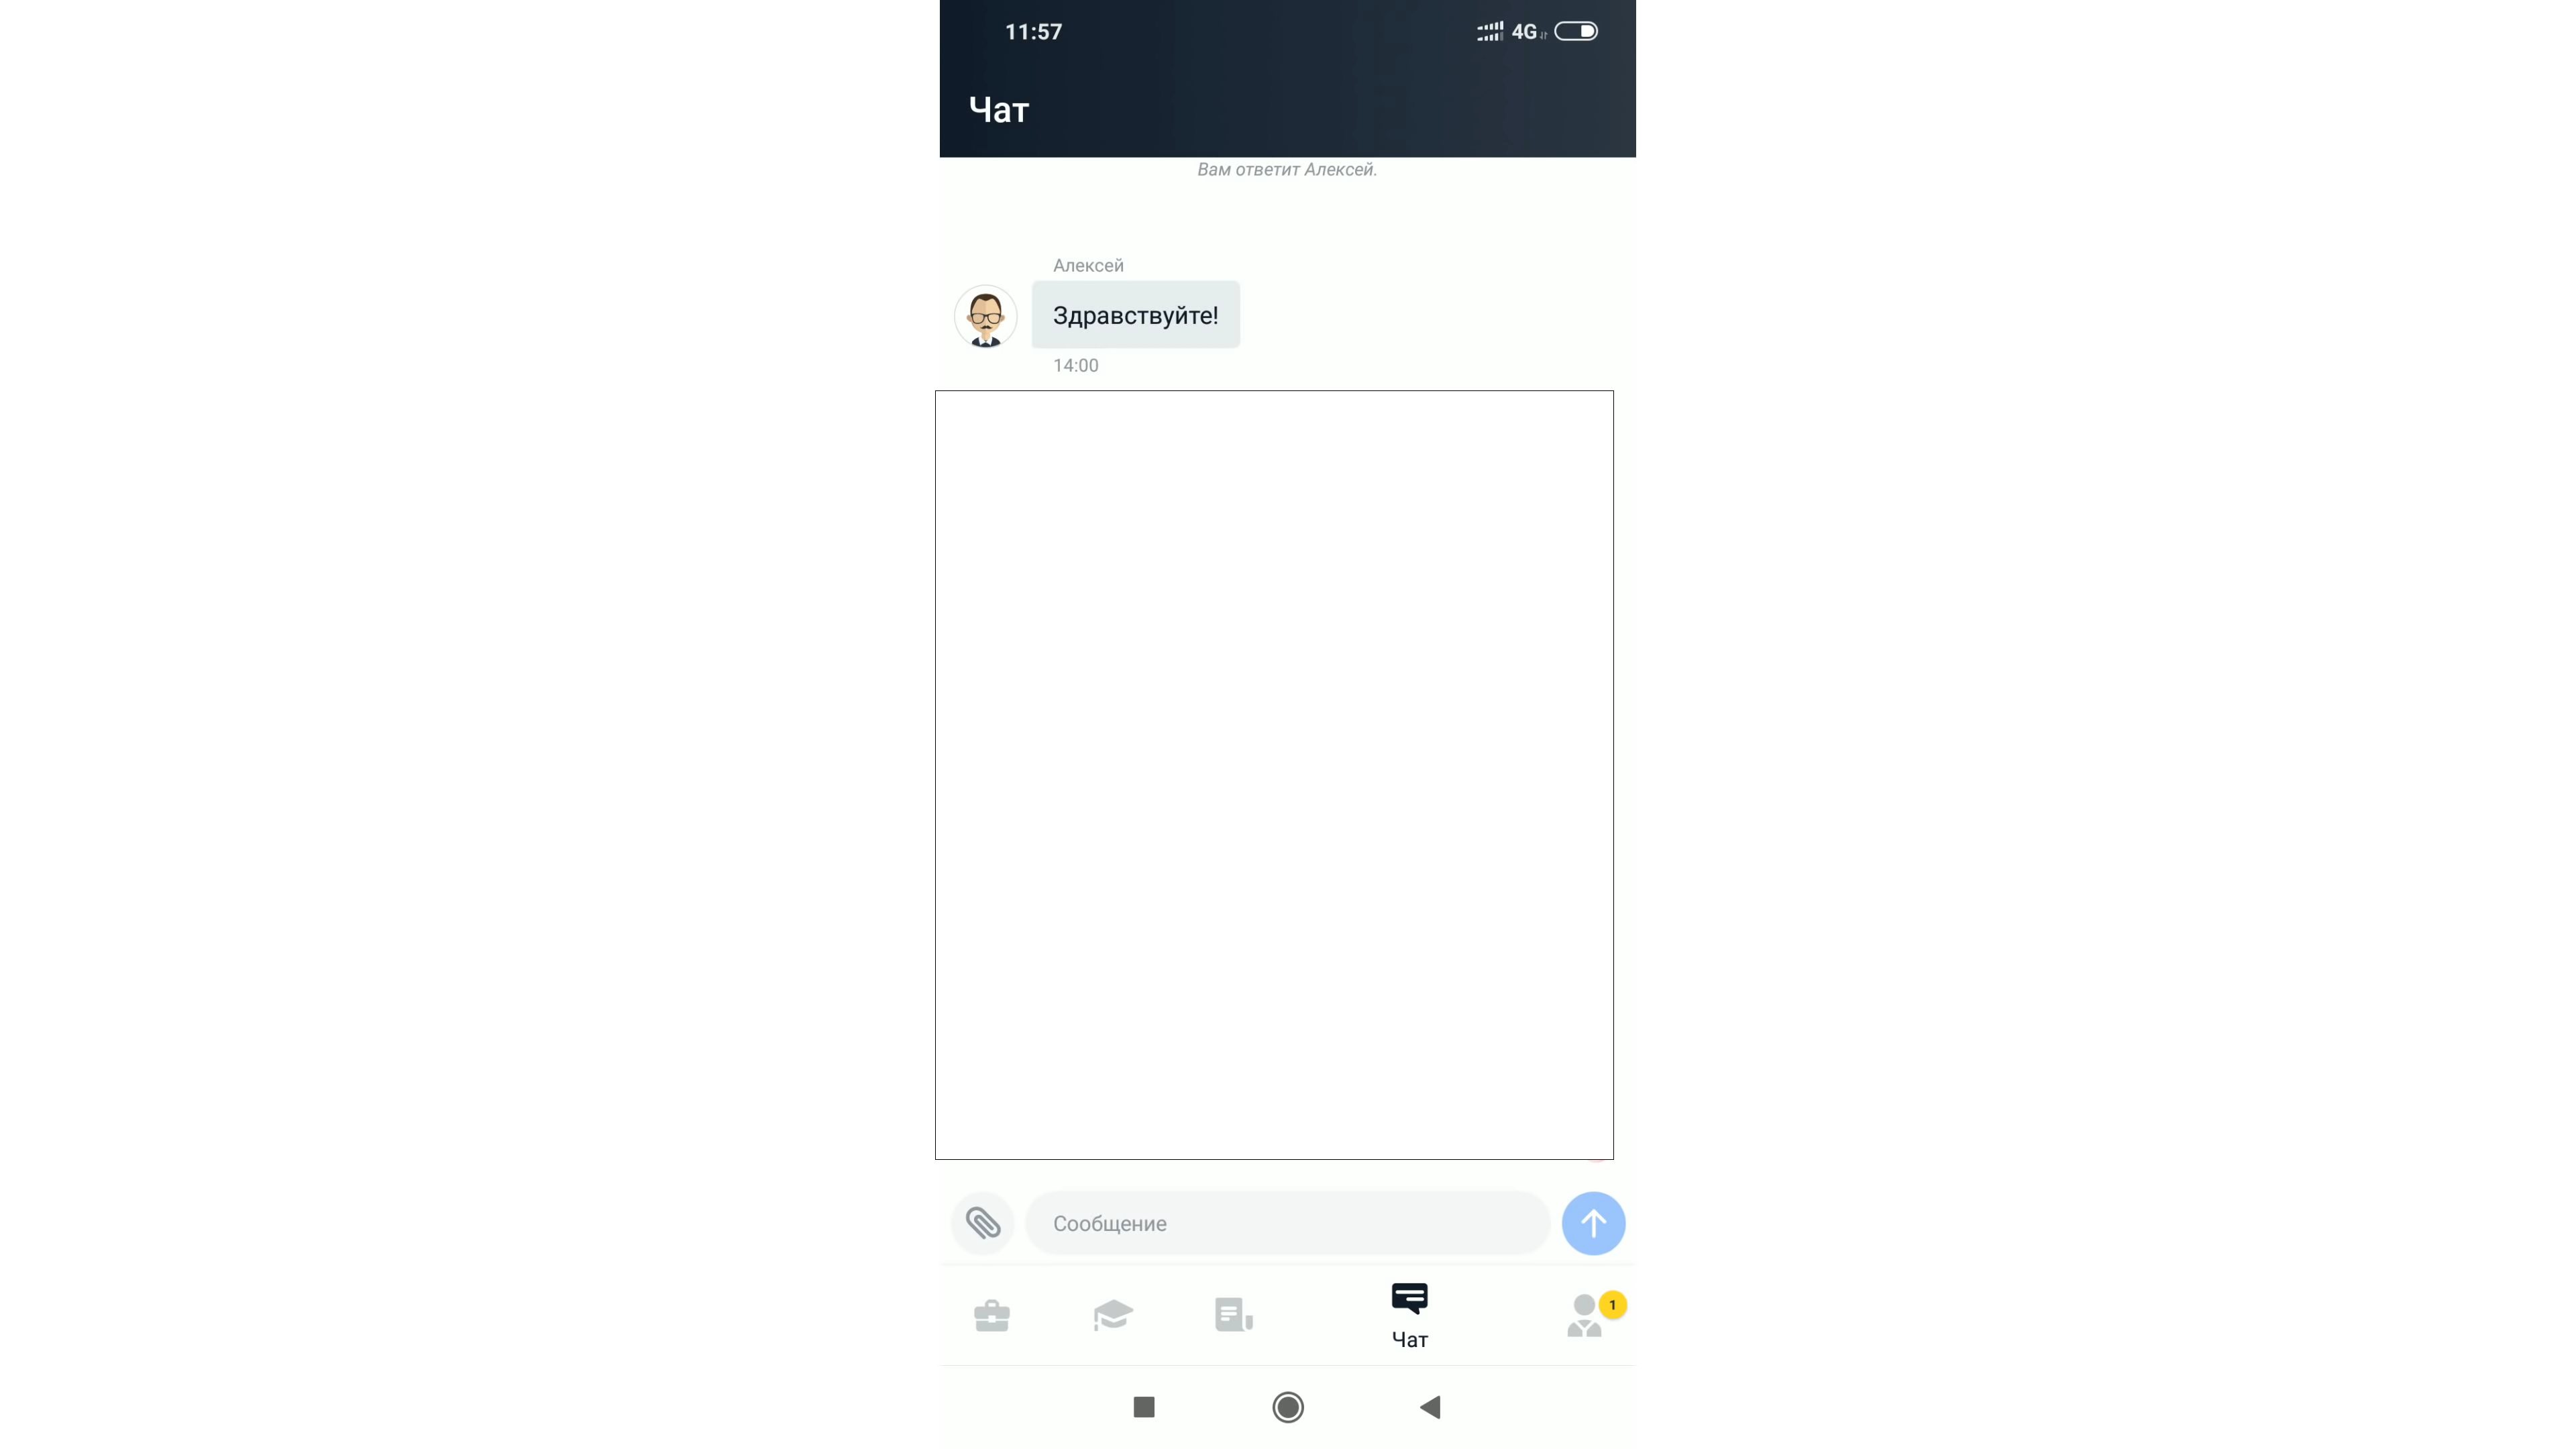 11:57
4G
Чат
Вам ответит Алексей.
Алексей
Здравствуйте!
14:00
Сообщение
Чат
1